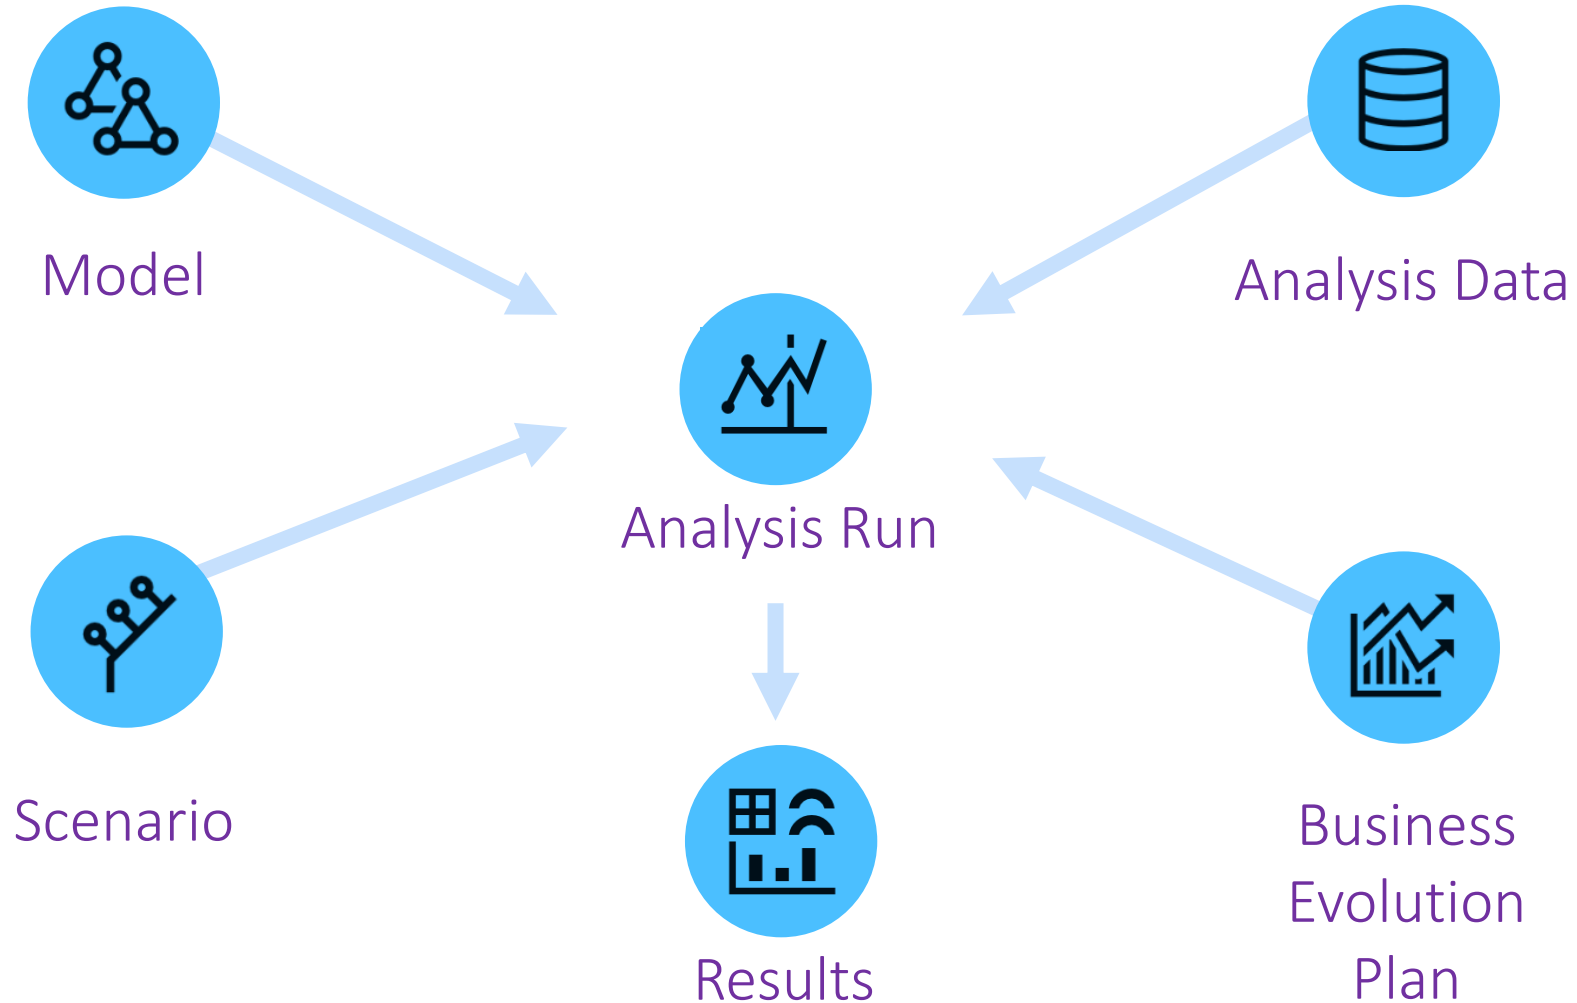 Model
Analysis Data
Analysis Run
Scenario
Business
Evolution
Plan
Results